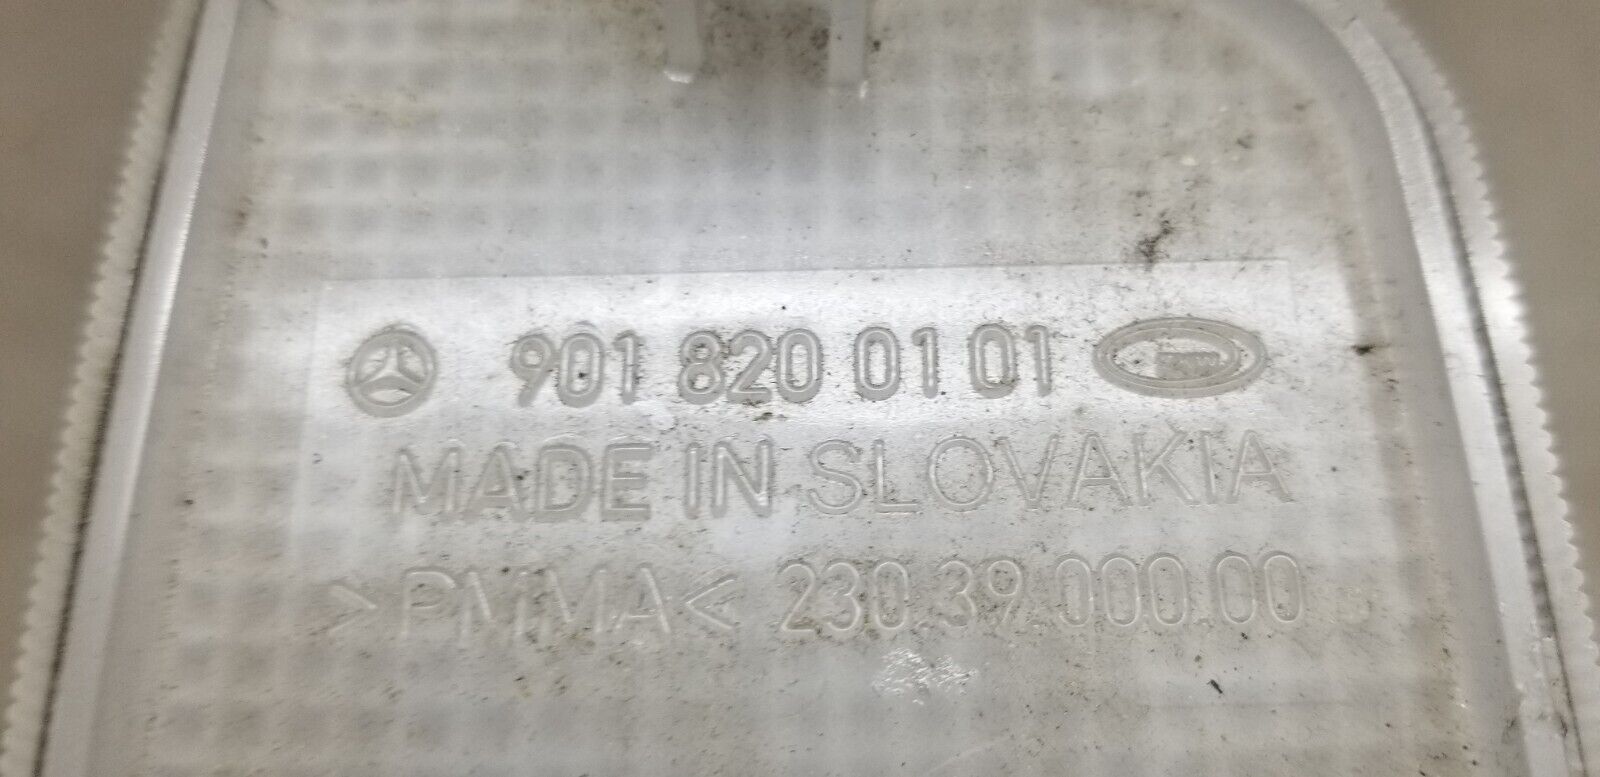 901 820 01 01
MADE IN SLOVAKIA
>PMMA< 230.39.000.00